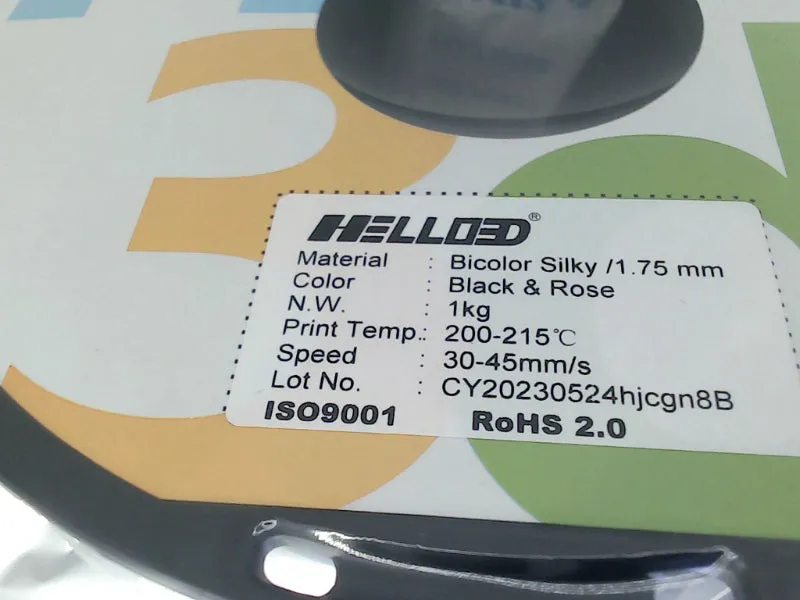 HELLO3D®
Material : Bicolor Silky /1.75 mm
Color : Black & Rose
N.W. : 1kg
Print Temp.: 200-215℃
Speed : 30-45mm/s
Lot No. : CY20230524hjcgn8B
ISO9001 RoHS 2.0